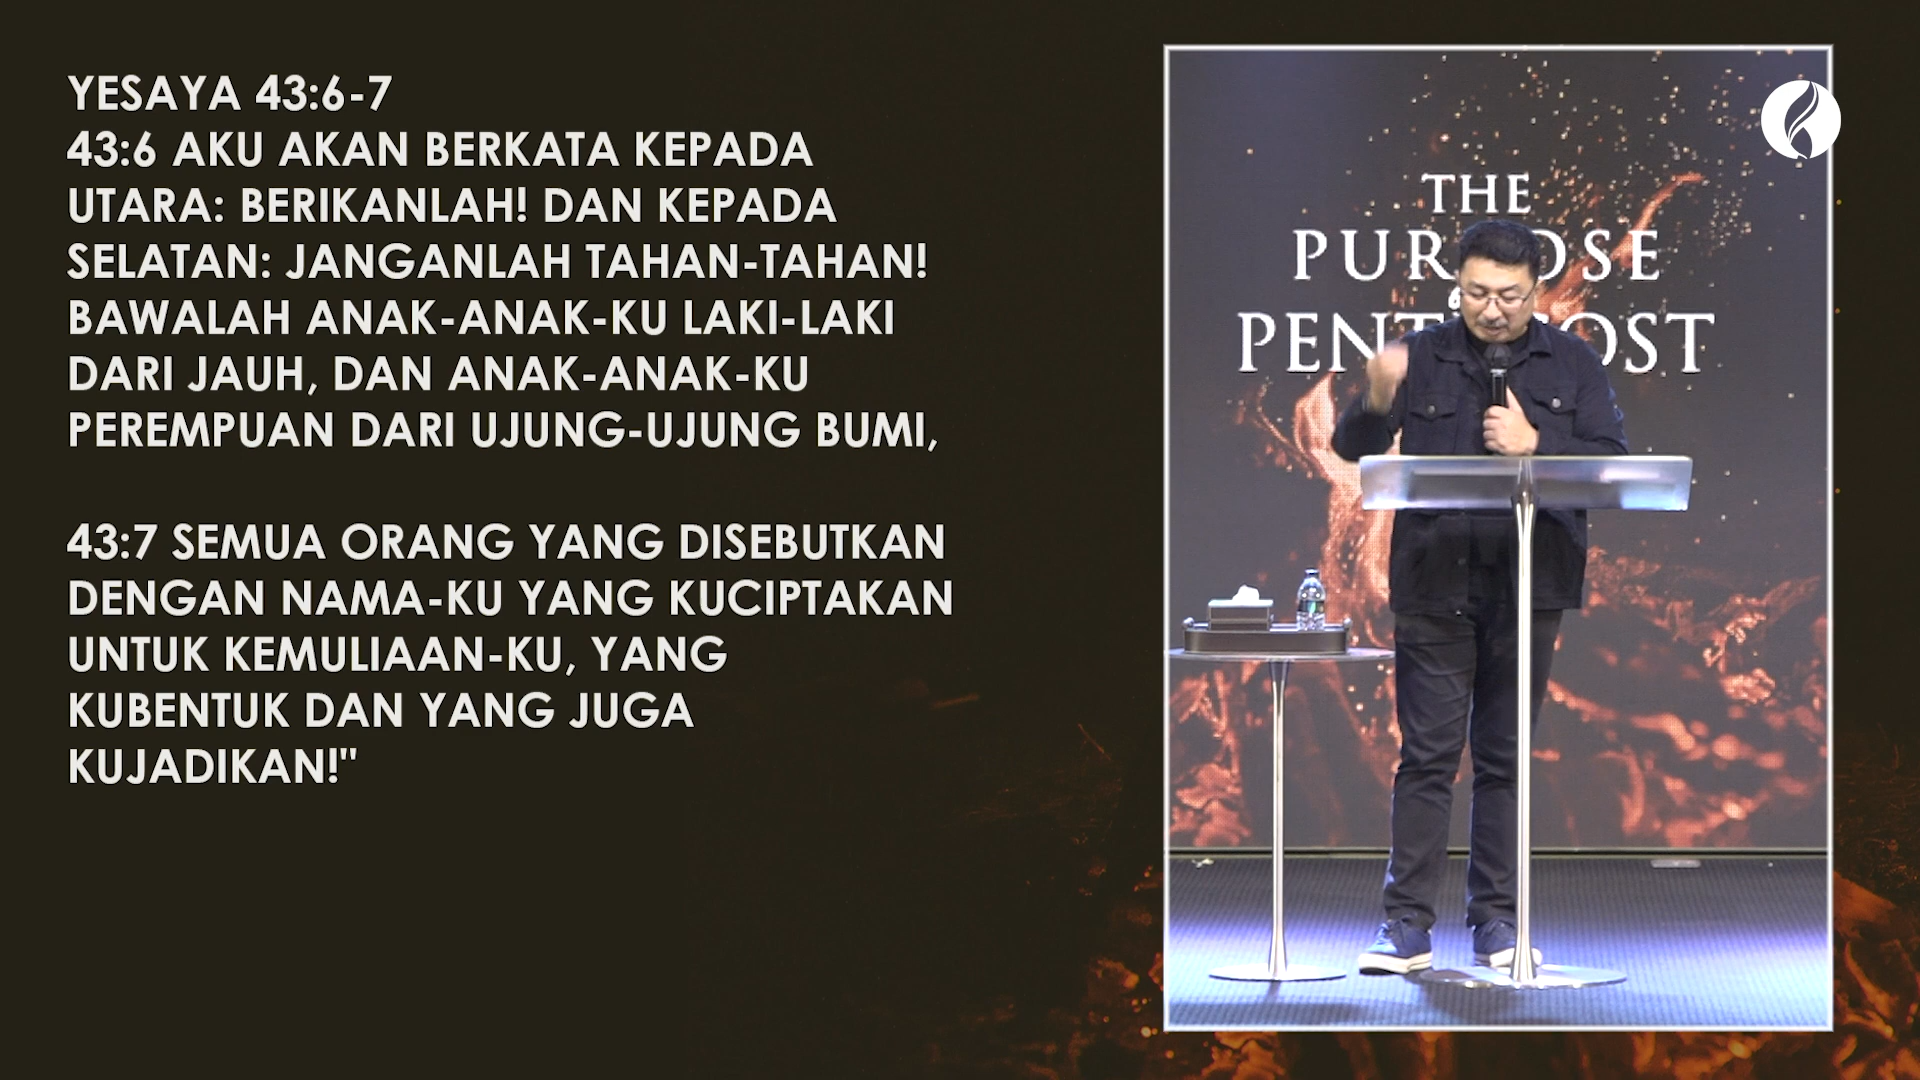 YESAYA 43:6-7
43:6 AKU AKAN BERKATA KEPADA
UTARA: BERIKANLAH! DAN KEPADA
SELATAN: JANGANLAH TAHAN-TAHAN!
BAWALAH ANAK-ANAK-KU LAKI-LAKI
DARI JAUH, DAN ANAK-ANAK-KU
PEREMPUAN DARI UJUNG-UJUNG BUMI,
43:7 SEMUA ORANG YANG DISEBUTKAN
DENGAN NAMA-KU YANG KUCIPTAKAN
UNTUK KEMULIAAN-KU, YANG
KUBENTUK DAN YANG JUGA
KUJADIKAN!"
THE